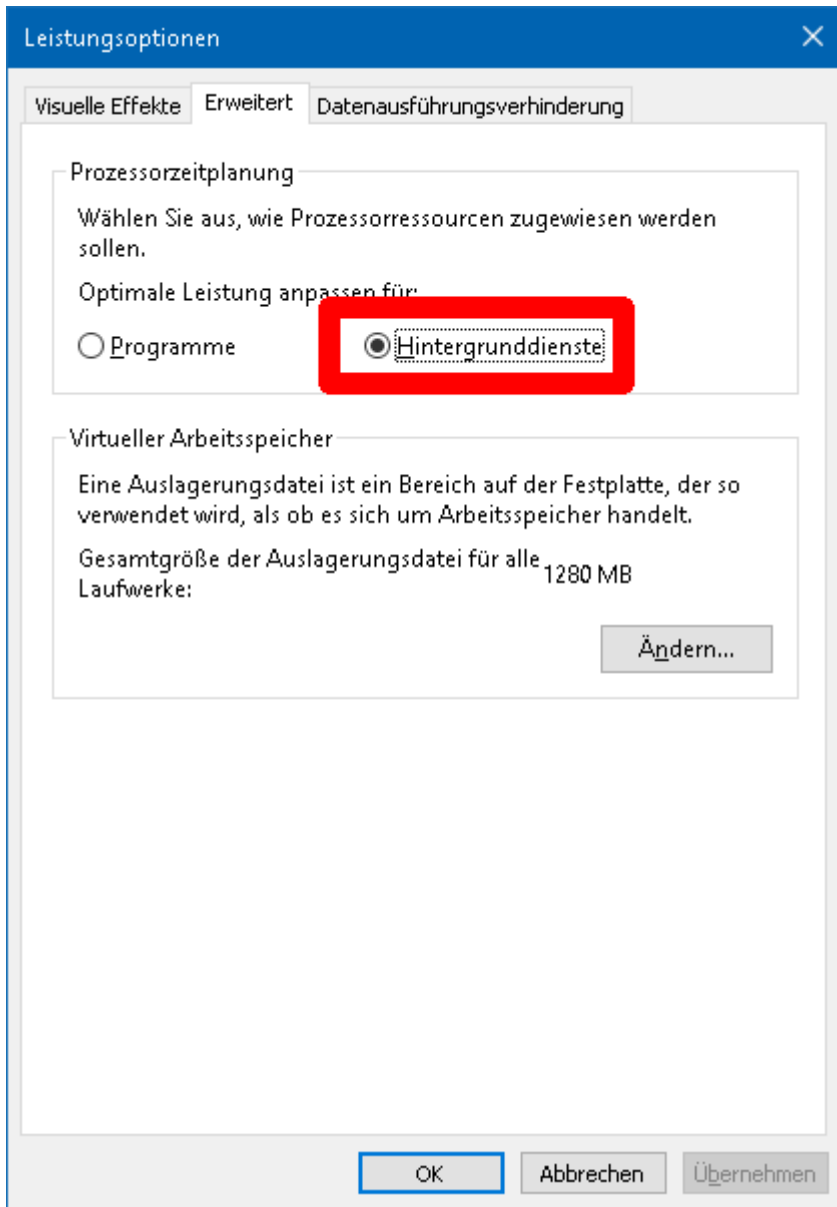 Leistungsoptionen
Visuelle Effekte Erweitert Datenausführungsverhinderung
Prozessorzeitplanung
Wählen Sie aus, wie Prozessorressourcen zugewiesen werden
sollen.
Optimale Leistung anpassen für:
Programme Hintergrunddienste
Virtueller Arbeitsspeicher
Eine Auslagerungsdatei ist ein Bereich auf der Festplatte, der so
verwendet wird, als ob es sich um Arbeitsspeicher handelt.
Gesamtgröße der Auslagerungsdatei für alle
Laufwerke:
1280 MB
Ändern...
OK Abbrechen Übernehmen